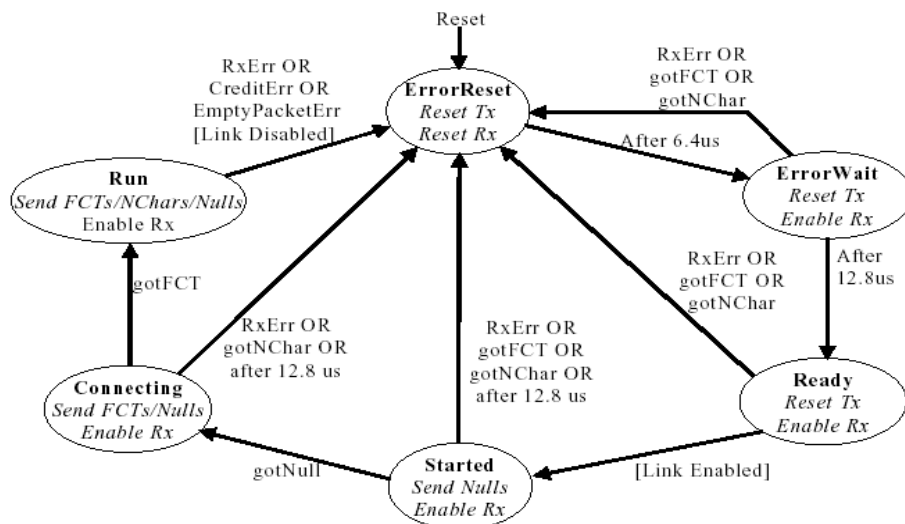 Reset
RxErr OR
CreditErr OR
EmptyPacketErr
[Link Disabled]
ErrorReset
Reset Tx
Reset Rx
RxErr OR
gotFCT OR
gotNChar
After 6.4us
Run
Send FCTs/NChars/Nulls
Enable Rx
ErrorWait
Reset Tx
Enable Rx
gotFCT
After
12.8us
RxErr OR
gotNChar OR
after 12.8 us
RxErr OR
gotFCT OR
gotNChar OR
after 12.8 us
RxErr OR
gotFCT OR
gotNChar
Connecting
Send FCTs/Nulls
Enable Rx
Ready
Reset Tx
Enable Rx
gotNull
Started
Send Nulls
Enable Rx
[Link Enabled]